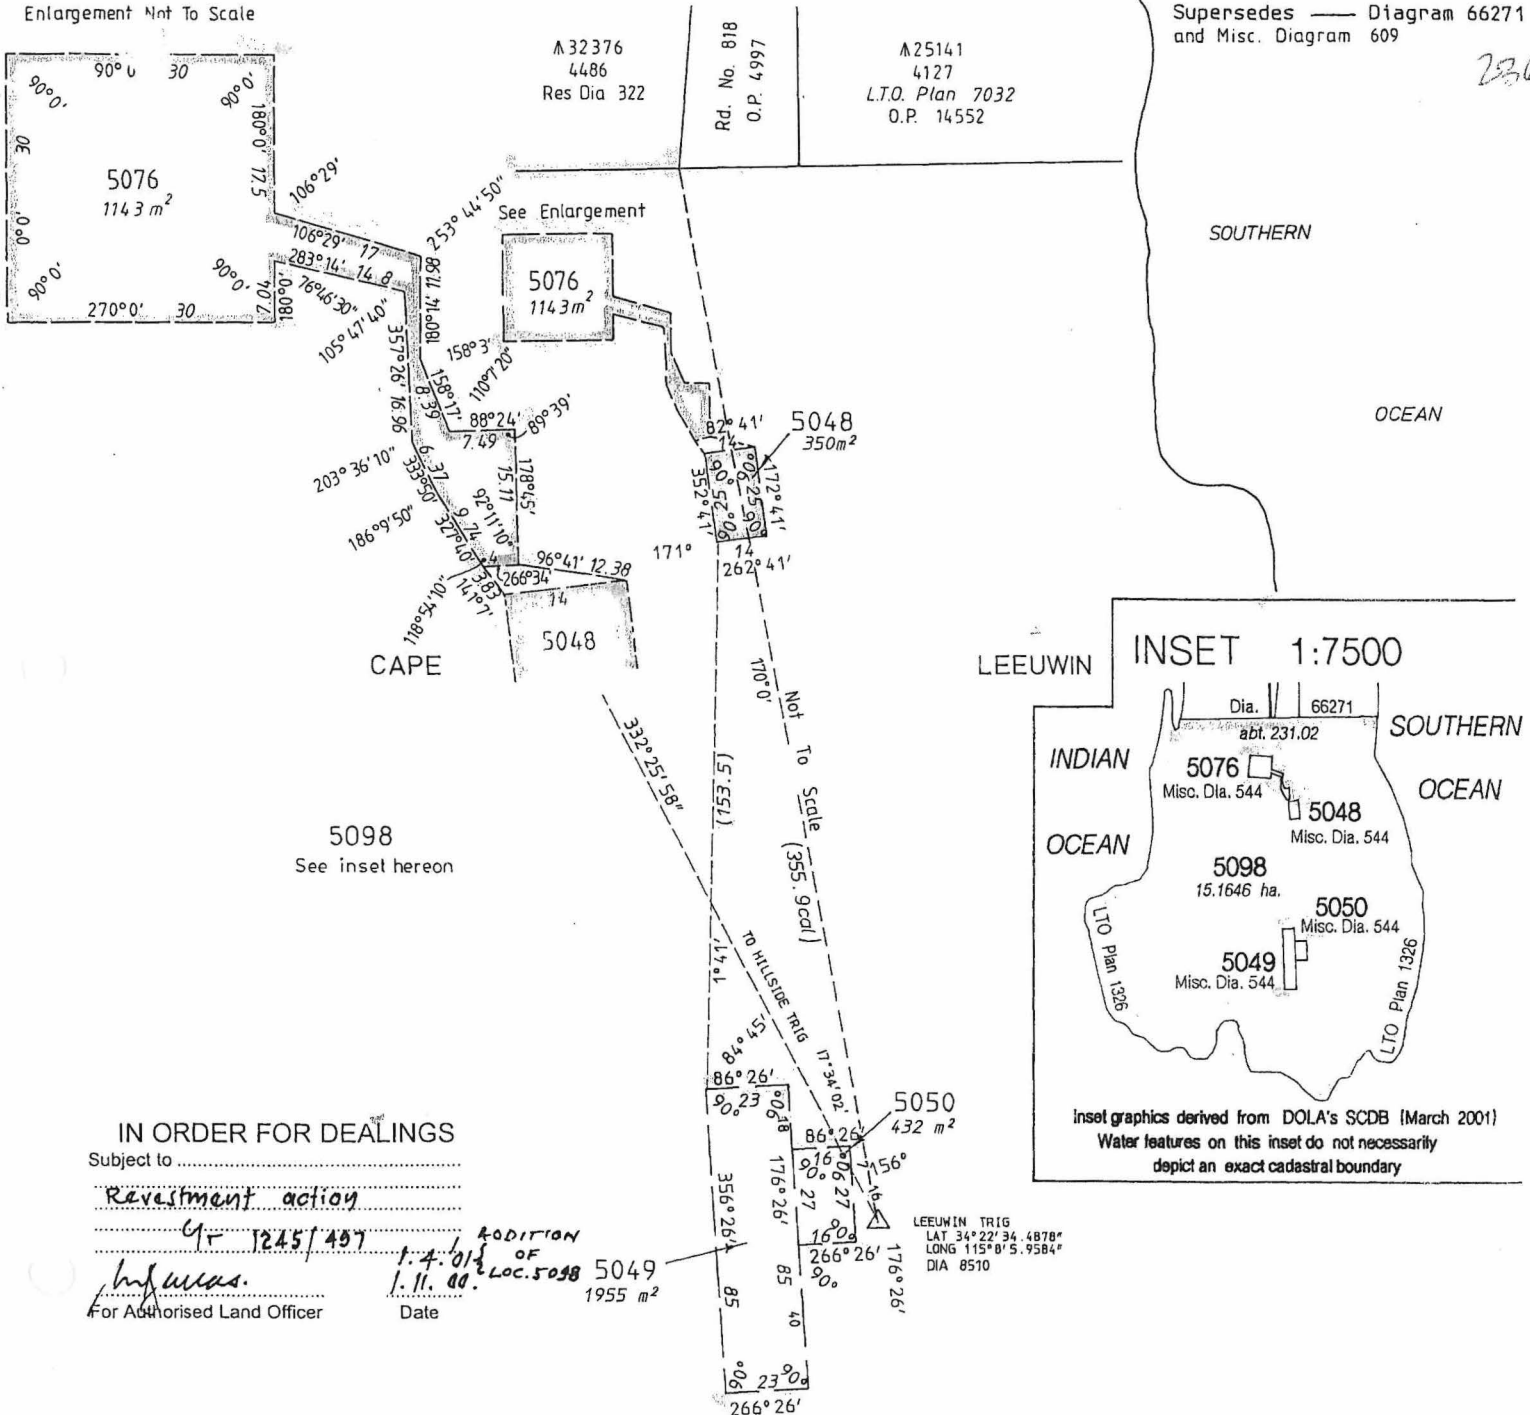 Enlargement Not To Scale
Supersedes — Diagram 66271
and Misc. Diagram 609
32376
4486
Res Dia 322
Rd. No. 818
O.P. 4997
25141
4127
L.T.O. Plan 7032
O.P. 14552
90° 0' 30
90°0'
90°0'
30
0°0'
5076
1143 m²
180°0' 17.5
106°29'
106°29' 17
283°14' 14.8
253°44'50"
90°0'
90°0'
270°0' 30
180°0'
7.04
76°46'30"
105°47'40"
180°14' 11.98
357°26' 16.96
158°3'
158°17'
8.39
110°7'20"
88°24'
7.49
89°39'
203°36'10"
6.37
333°50'
178°45'
15.11
186°9'50"
9.74
327°40'
92°11'10"
4
96°41' 12.38
266°34'
3.83
141°7'
118°54'10"
14
5048
See Enlargement
5076
1143m²
82°41'
14
5048
350m²
90°
90°
352°41'
25
25
172°41'
90°
90°
171°
14
262°41'
SOUTHERN
OCEAN
CAPE
LEEUWIN
INSET 1:7500
Dia. 66271
abt. 231.02
SOUTHERN
OCEAN
INDIAN
OCEAN
5076
Misc. Dia. 544
5048
Misc. Dia. 544
5098
15.1646 ha.
5050
Misc. Dia. 544
5049
Misc. Dia. 544
LTO Plan 1326
LTO Plan 1326
Inset graphics derived from DOLA's SCDB (March 2001)
Water features on this inset do not necessarily
depict an exact cadastral boundary
170°0'
Not To Scale
(355.9cal)
332°25'58"
TO HILLSIDE TRIG
(153.5)
1°41'
5098
See inset hereon
84°45'
86°26'
90° 23 90°
18
17°34'02"
5050
432 m²
86°26'
16
90° 90°
7
156°
16
27 27
16 90°
266°26'
90°
176°26'
LEEUWIN TRIG
LAT 34°22'34.4878"
LONG 115°8'5.9584"
DIA 8510
356°26'
176°26'
85
85
40
5049
1955 m²
90° 23 90°
266°26'
IN ORDER FOR DEALINGS
Subject to
Revestment action
1245/497
1.4.01
1.11.00.
ADDITION
OF
LOC.5098
For Authorised Land Officer
Date